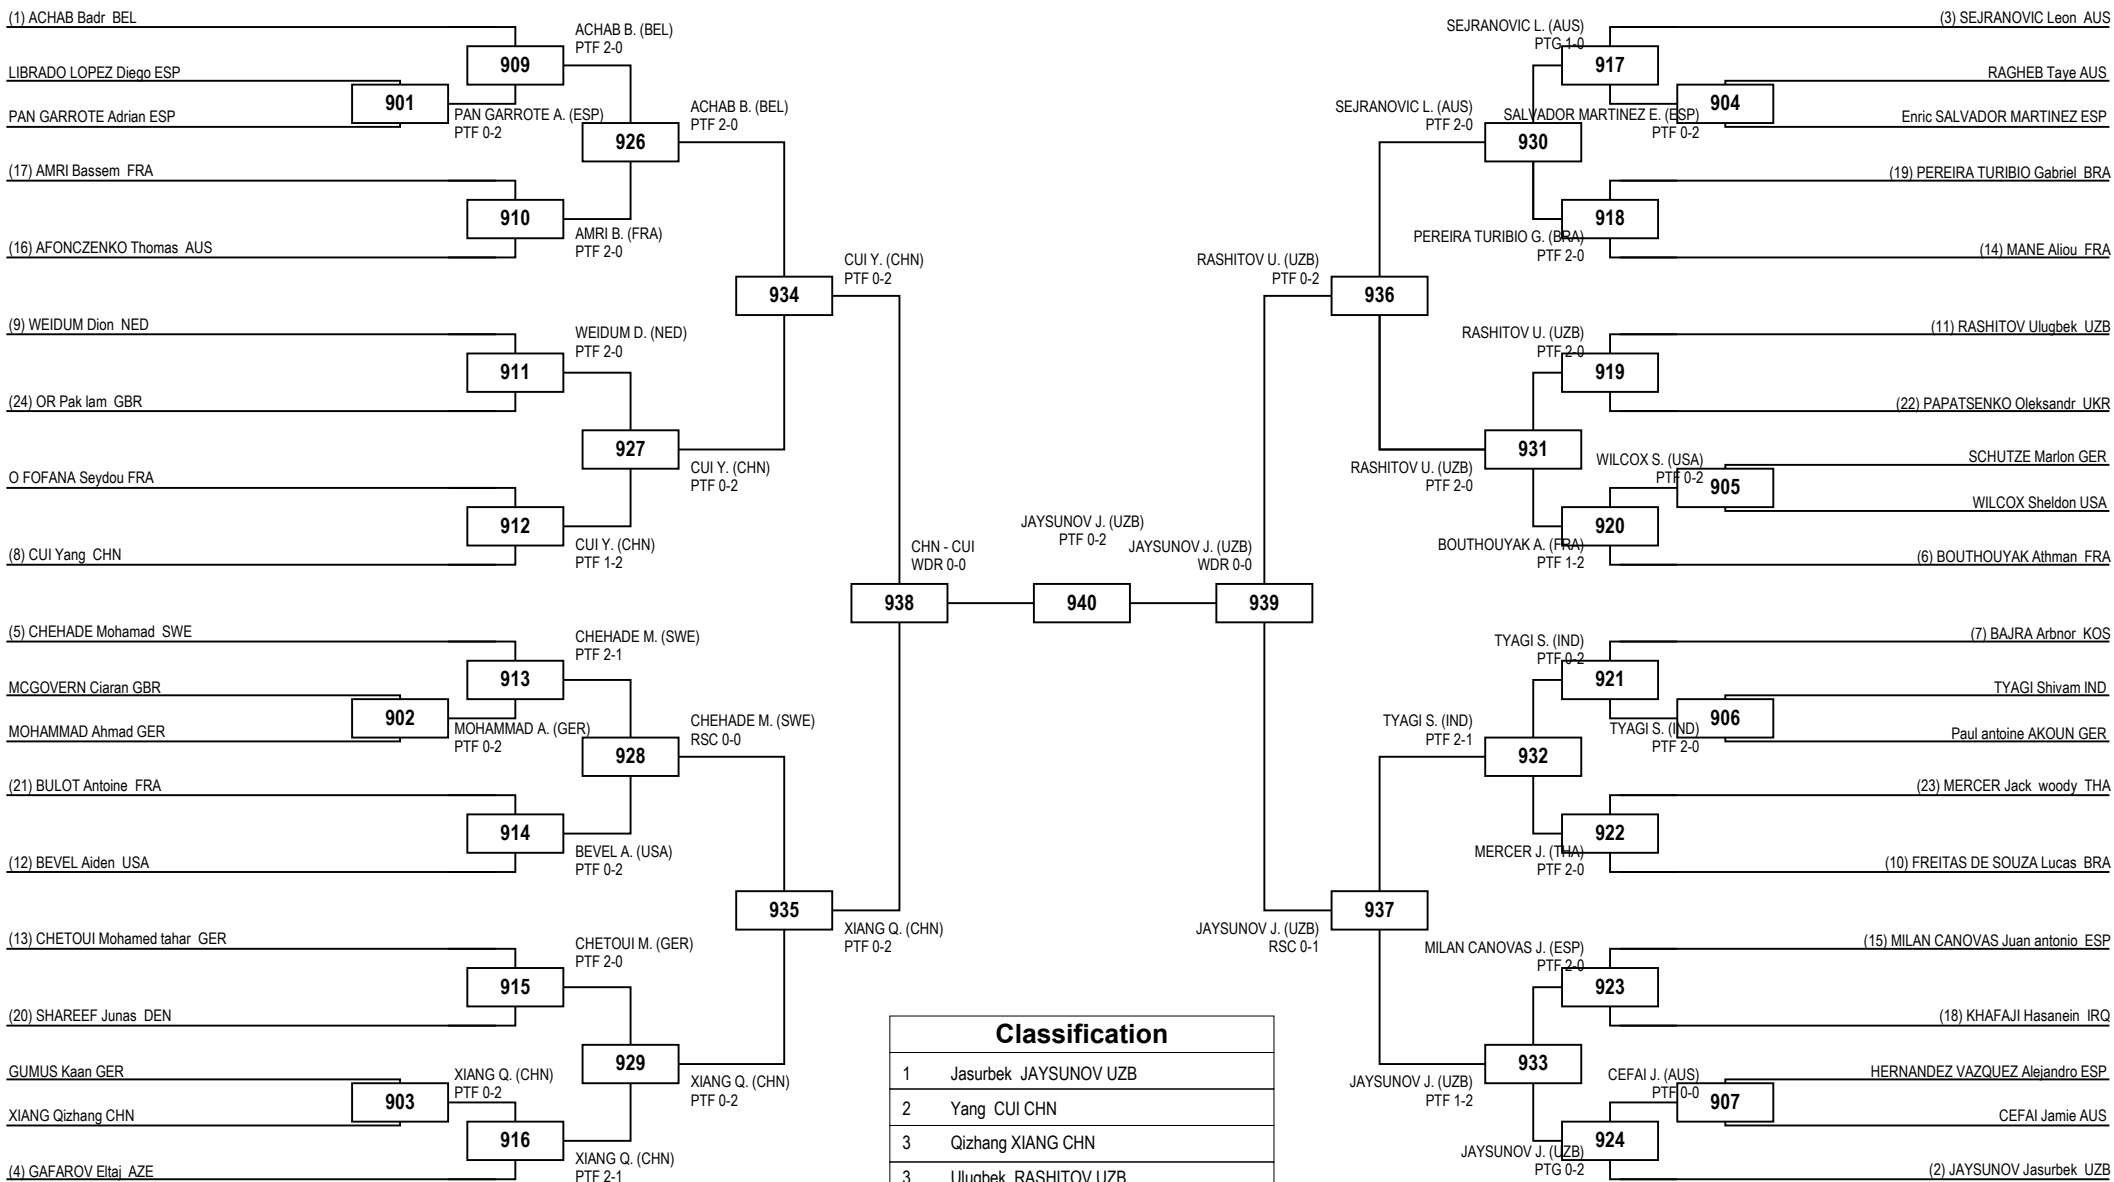 (1) ACHAB Badr BEL
LIBRADO LOPEZ Diego ESP
901
PAN GARROTE Adrian ESP
PAN GARROTE A. (ESP)
PTF 0-2
909
ACHAB B. (BEL)
PTF 2-0
(17) AMRI Bassem FRA
910
(16) AFONCZENKO Thomas AUS
AMRI B. (FRA)
PTF 2-0
926
ACHAB B. (BEL)
PTF 2-0
(9) WEIDUM Dion NED
911
(24) OR Pak lam GBR
WEIDUM D. (NED)
PTF 2-0
O FOFANA Seydou FRA
912
(8) CUI Yang CHN
CUI Y. (CHN)
PTF 1-2
927
CUI Y. (CHN)
PTF 0-2
934
CUI Y. (CHN)
PTF 0-2
(5) CHEHADE Mohamad SWE
MCGOVERN Ciaran GBR
902
MOHAMMAD Ahmad GER
MOHAMMAD A. (GER)
PTF 0-2
913
CHEHADE M. (SWE)
PTF 2-1
(21) BULOT Antoine FRA
914
(12) BEVEL Aiden USA
BEVEL A. (USA)
PTF 0-2
928
CHEHADE M. (SWE)
RSC 0-0
(13) CHETOUI Mohamed tahar GER
915
(20) SHAREEF Junas DEN
CHETOUI M. (GER)
PTF 2-0
GUMUS Kaan GER
903
XIANG Qizhang CHN
XIANG Q. (CHN)
PTF 0-2
916
(4) GAFAROV Eltaj AZE
XIANG Q. (CHN)
PTF 2-1
929
XIANG Q. (CHN)
PTF 0-2
935
XIANG Q. (CHN)
PTF 0-2
938
CHN - CUI
WDR 0-0
940
JAYSUNOV J. (UZB)
PTF 0-2
939
JAYSUNOV J. (UZB)
WDR 0-0
(3) SEJRANOVIC Leon AUS
RAGHEB Taye AUS
904
Enric SALVADOR MARTINEZ ESP
SALVADOR MARTINEZ E. (ESP)
PTF 0-2
917
SEJRANOVIC L. (AUS)
PTG 1-0
(19) PEREIRA TURIBIO Gabriel BRA
918
(14) MANE Aliou FRA
PEREIRA TURIBIO G. (BRA)
PTF 2-0
930
SEJRANOVIC L. (AUS)
PTF 2-0
(11) RASHITOV Ulugbek UZB
919
(22) PAPATSENKO Oleksandr UKR
RASHITOV U. (UZB)
PTF 2-0
SCHUTZE Marlon GER
905
WILCOX Sheldon USA
WILCOX S. (USA)
PTF 0-2
920
(6) BOUTHOUYAK Athman FRA
BOUTHOUYAK A. (FRA)
PTF 1-2
931
RASHITOV U. (UZB)
PTF 2-0
936
RASHITOV U. (UZB)
PTF 0-2
(7) BAJRA Arbnor KOS
TYAGI Shivam IND
906
Paul antoine AKOUN GER
TYAGI S. (IND)
PTF 2-0
921
TYAGI S. (IND)
PTF 0-2
(23) MERCER Jack woody THA
922
(10) FREITAS DE SOUZA Lucas BRA
MERCER J. (THA)
PTF 2-0
932
TYAGI S. (IND)
PTF 2-1
(15) MILAN CANOVAS Juan antonio ESP
923
(18) KHAFAJI Hasanein IRQ
MILAN CANOVAS J. (ESP)
PTF 2-0
HERNANDEZ VAZQUEZ Alejandro ESP
907
CEFAI Jamie AUS
CEFAI J. (AUS)
PTF 0-0
924
(2) JAYSUNOV Jasurbek UZB
JAYSUNOV J. (UZB)
PTG 0-2
933
JAYSUNOV J. (UZB)
PTF 1-2
937
JAYSUNOV J. (UZB)
RSC 0-1
Classification
1 Jasurbek JAYSUNOV UZB
2 Yang CUI CHN
3 Qizhang XIANG CHN
3 Ulugbek RASHITOV UZB